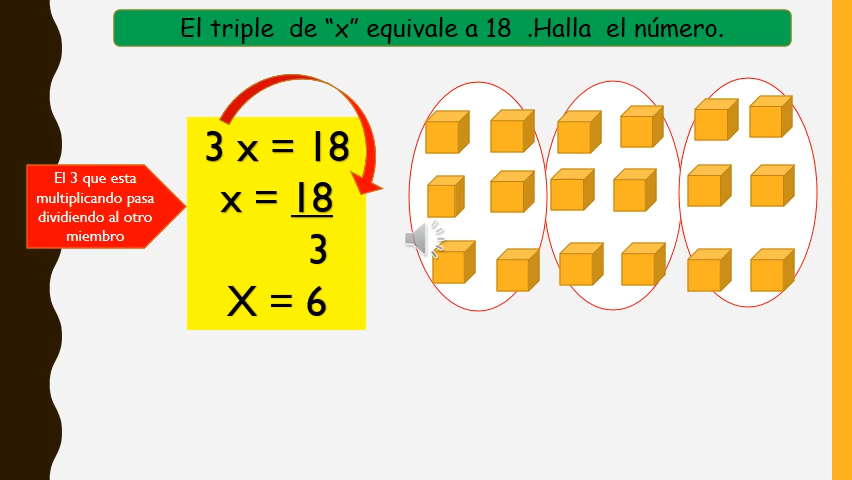 El triple de “x” equivale a 18 .Halla el número.
3 x = 18
x = 18
3
X = 6
El 3 que esta
multiplicando pasa
dividiendo al otro
miembro